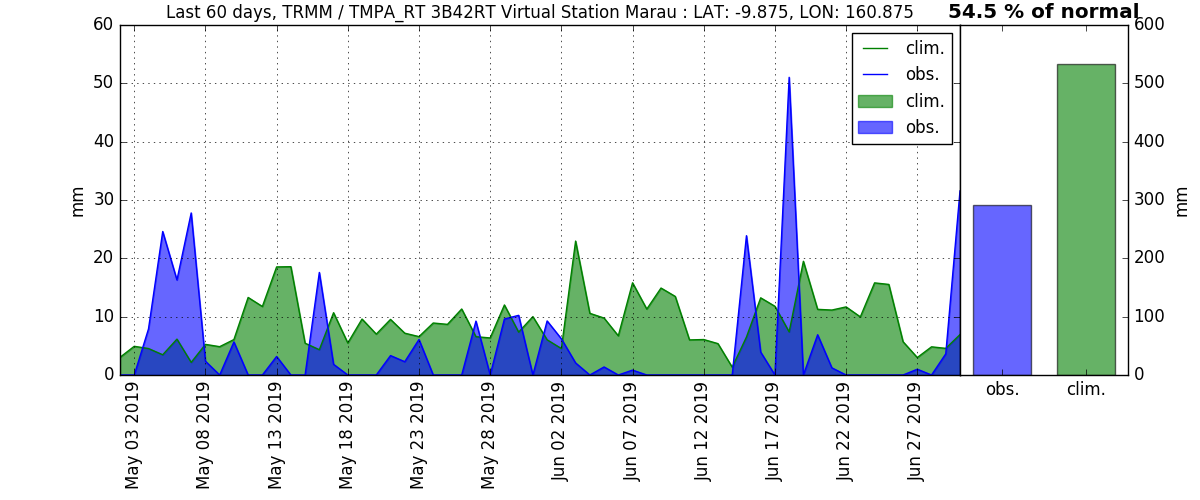 Last 60 days, TRMM / TMPA_RT 3B42RT Virtual Station Marau : LAT: -9.875, LON: 160.875
54.5 % of normal
60
50
40
30
20
10
0
mm
clim.
obs.
clim.
obs.
600
500
400
300
200
100
0
mm
obs.
clim.
May 03 2019
May 08 2019
May 13 2019
May 18 2019
May 23 2019
May 28 2019
Jun 02 2019
Jun 07 2019
Jun 12 2019
Jun 17 2019
Jun 22 2019
Jun 27 2019